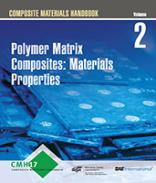 COMPOSITE MATERIALS HANDBOOK
Volume
2
Polymer Matrix
Composites: Materials
Properties
CMH17
SAE International